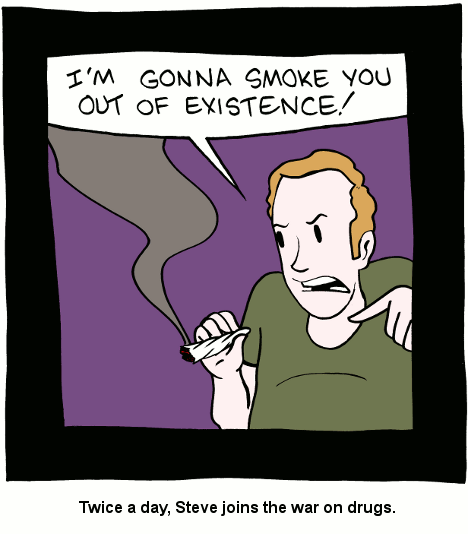 I'M GONNA SMOKE YOU
OUT OF EXISTENCE!
Twice a day, Steve joins the war on drugs.